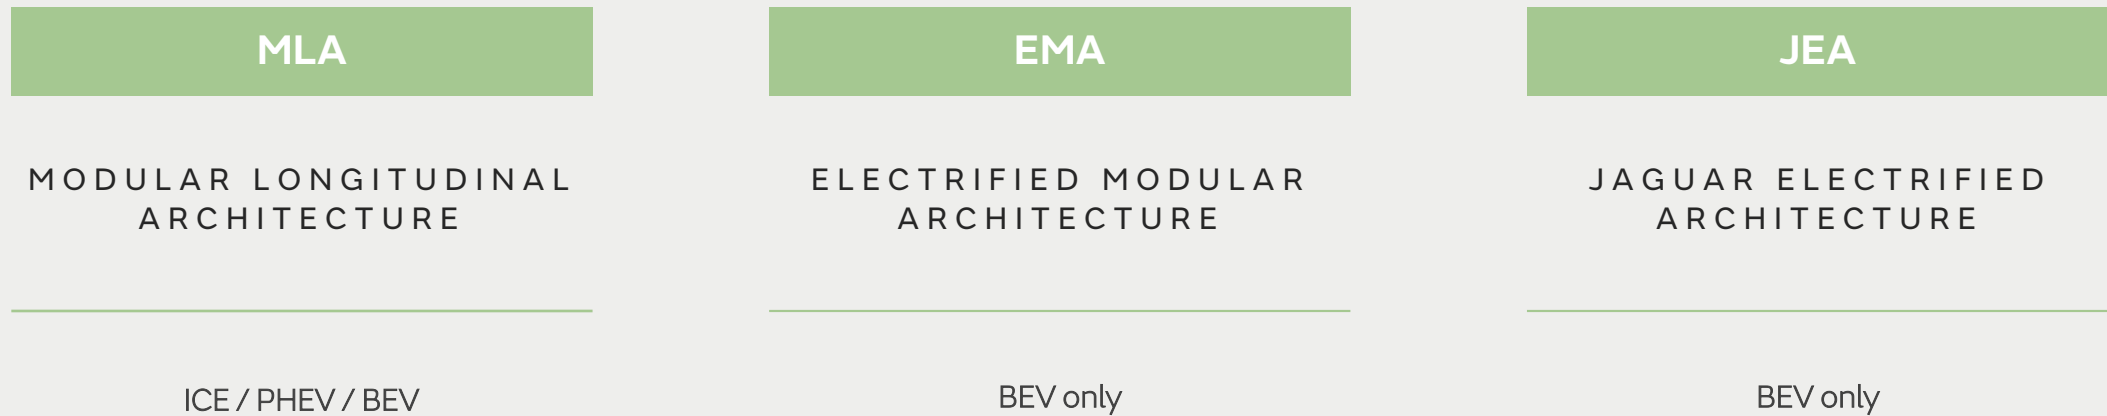 MLA
MODULAR LONGITUDINAL
ARCHITECTURE
ICE / PHEV / BEV
EMA
ELECTRIFIED MODULAR
ARCHITECTURE
BEV only
JEA
JAGUAR ELECTRIFIED
ARCHITECTURE
BEV only